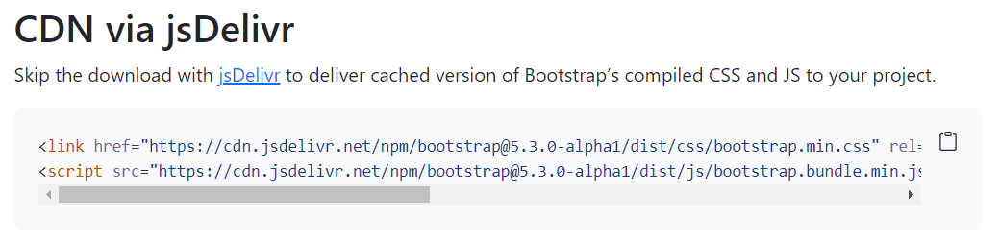 CDN via jsDelivr
Skip the download with jsDelivr to deliver cached version of Bootstrap’s compiled CSS and JS to your project.
<link href="https://cdn.jsdelivr.net/npm/bootstrap@5.3.0-alpha1/dist/css/bootstrap.min.css" rel=
<script src="https://cdn.jsdelivr.net/npm/bootstrap@5.3.0-alpha1/dist/js/bootstrap.bundle.min.js